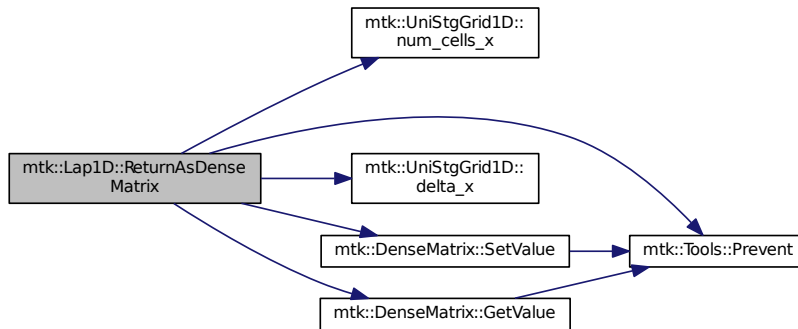 mtk::UniStgGrid1D::
num_cells_x
mtk::Lap1D::ReturnAsDense
Matrix
mtk::UniStgGrid1D::
delta_x
mtk::DenseMatrix::SetValue
mtk::Tools::Prevent
mtk::DenseMatrix::GetValue